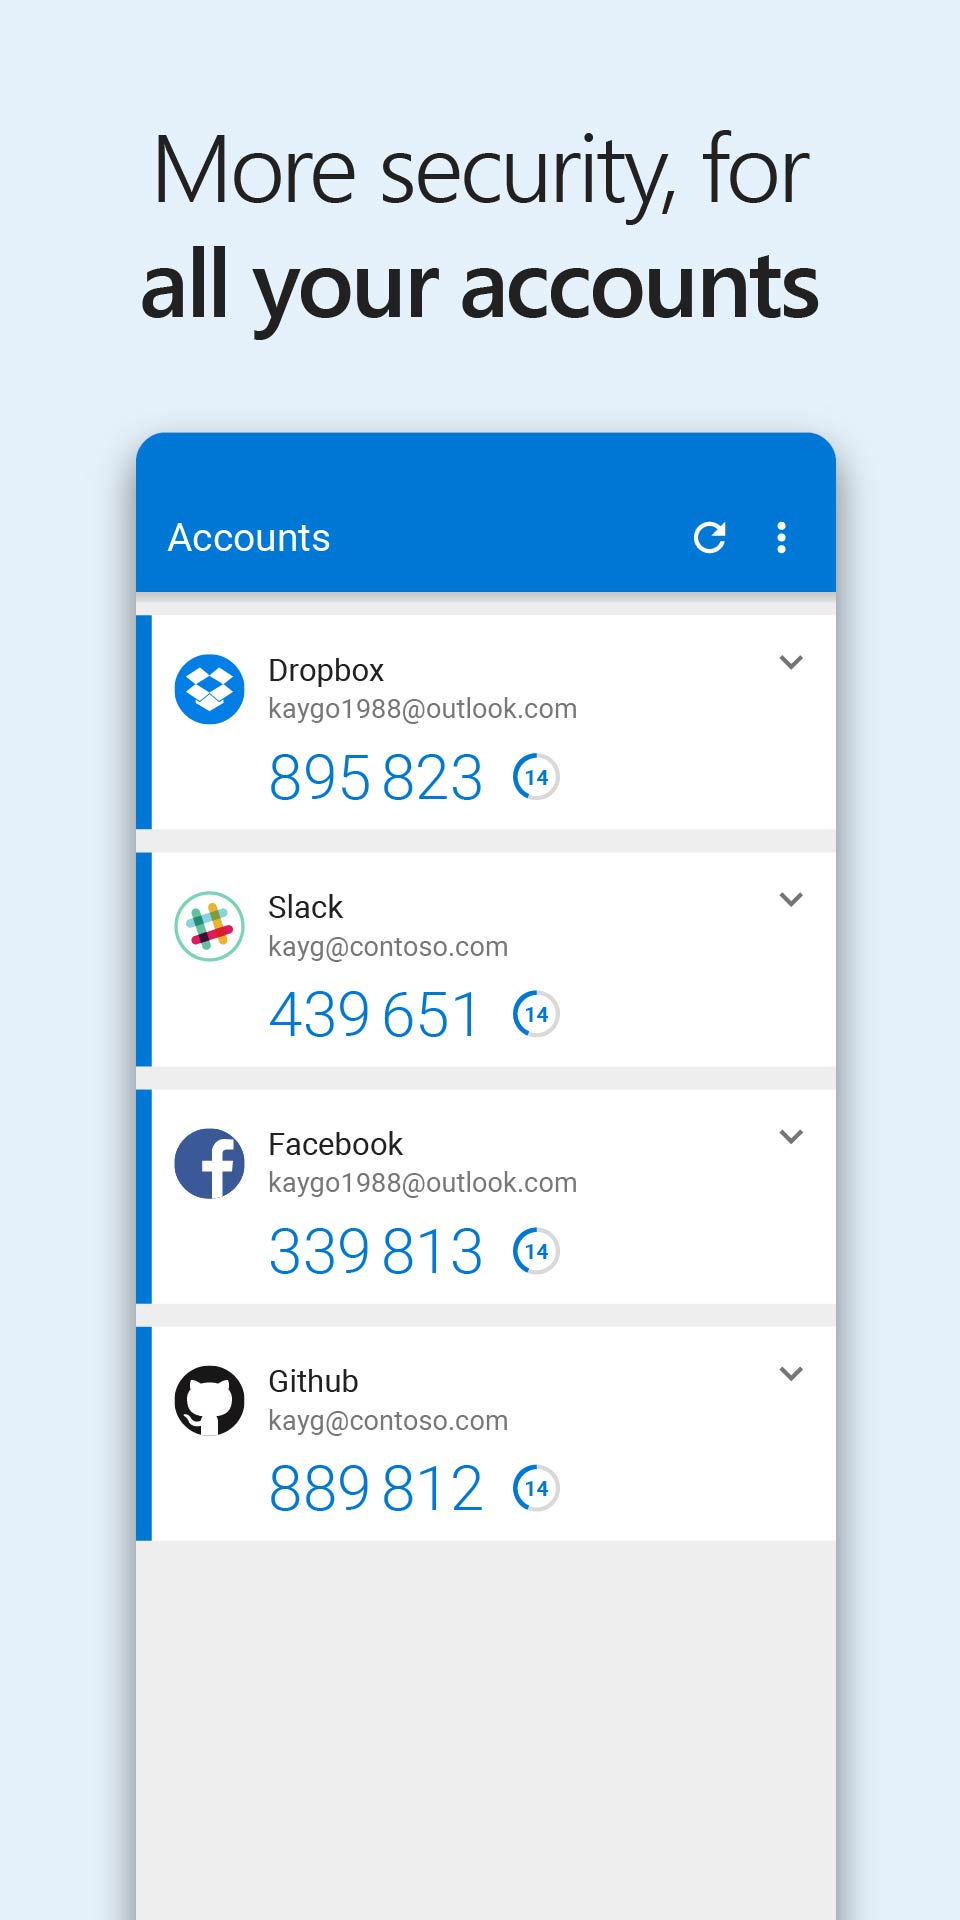 More security, for
all your accounts
Accounts
Dropbox
kaygo1988@outlook.com
895 823 14
Slack
kayg@contoso.com
439 651 14
Facebook
kaygo1988@outlook.com
339 813 14
Github
kayg@contoso.com
889 812 14